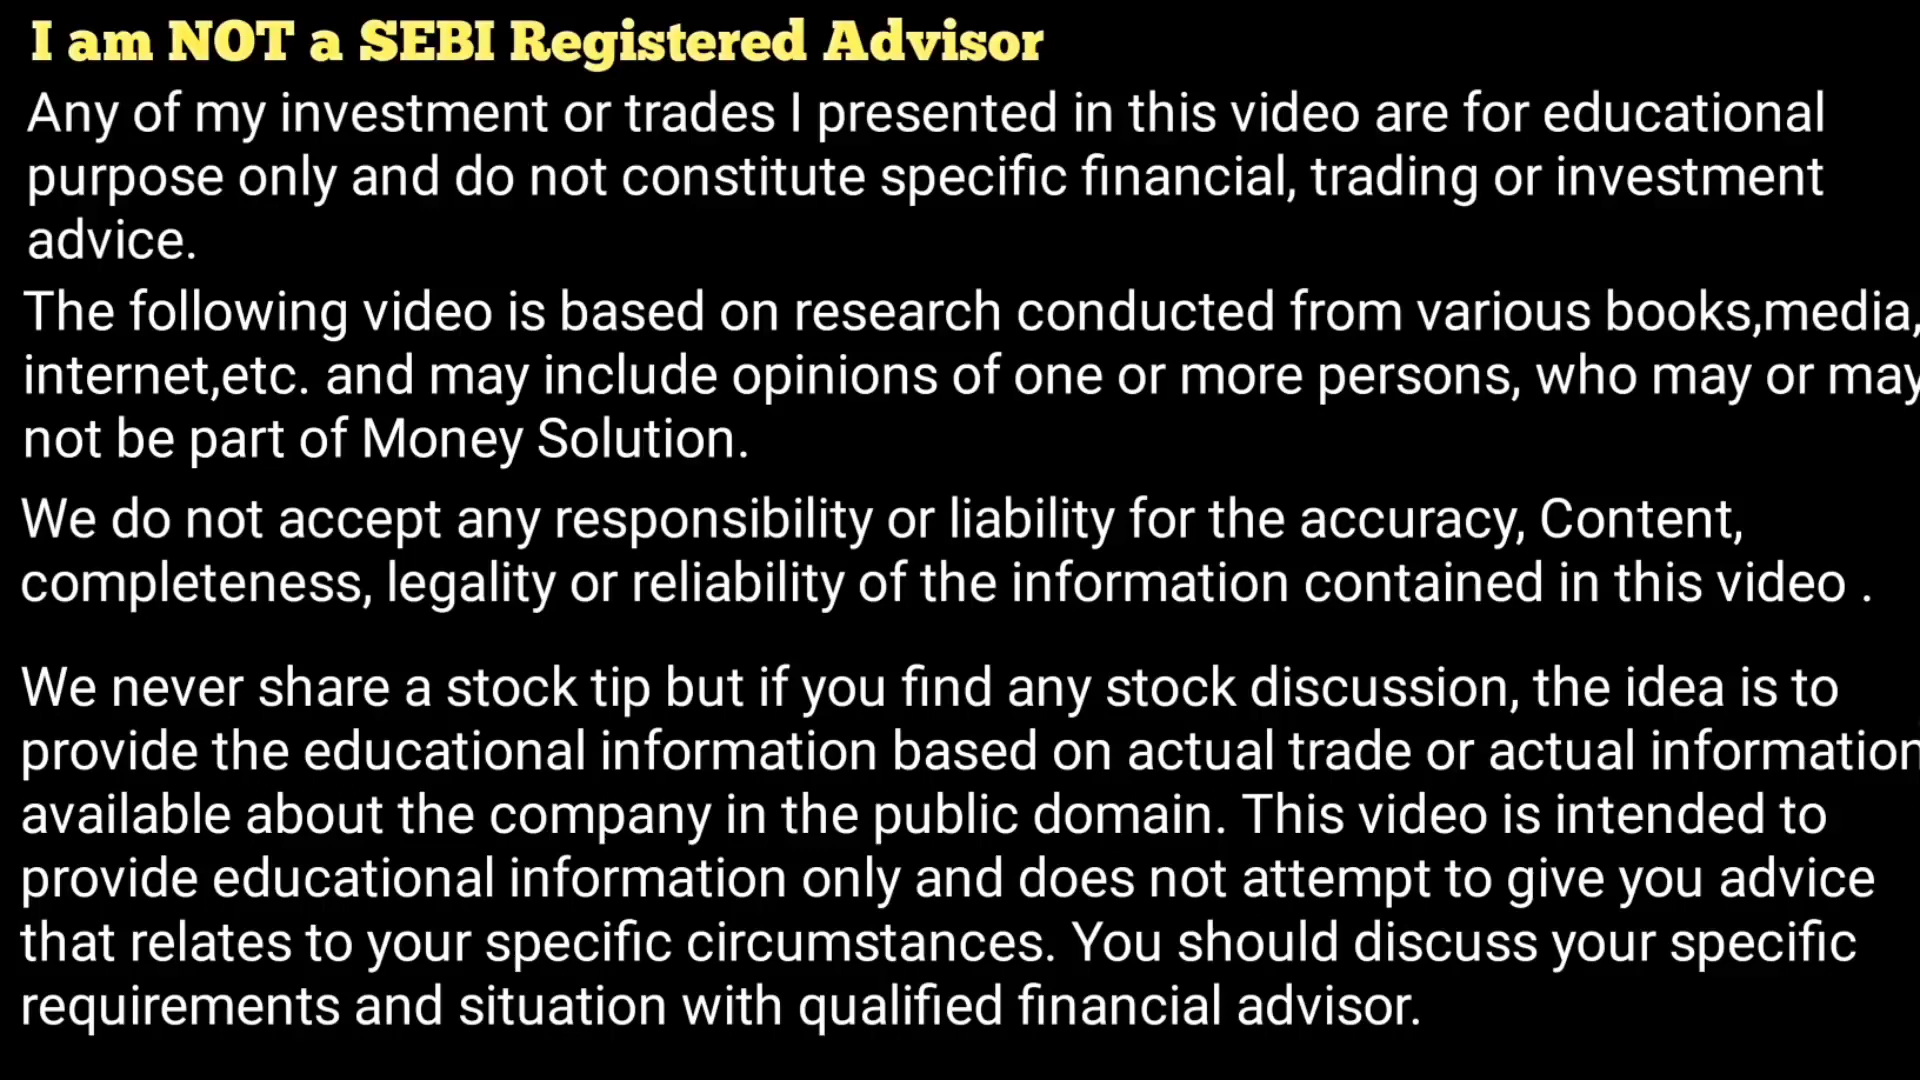 I am NOT a SEBI Registered Advisor
Any of my investment or trades I presented in this video are for educational
purpose only and do not constitute specific financial, trading or investment
advice.
The following video is based on research conducted from various books,media,
internet,etc. and may include opinions of one or more persons, who may or may
not be part of Money Solution.
We do not accept any responsibility or liability for the accuracy, Content,
completeness, legality or reliability of the information contained in this video .
We never share a stock tip but if you find any stock discussion, the idea is to
provide the educational information based on actual trade or actual information
available about the company in the public domain. This video is intended to
provide educational information only and does not attempt to give you advice
that relates to your specific circumstances. You should discuss your specific
requirements and situation with qualified financial advisor.